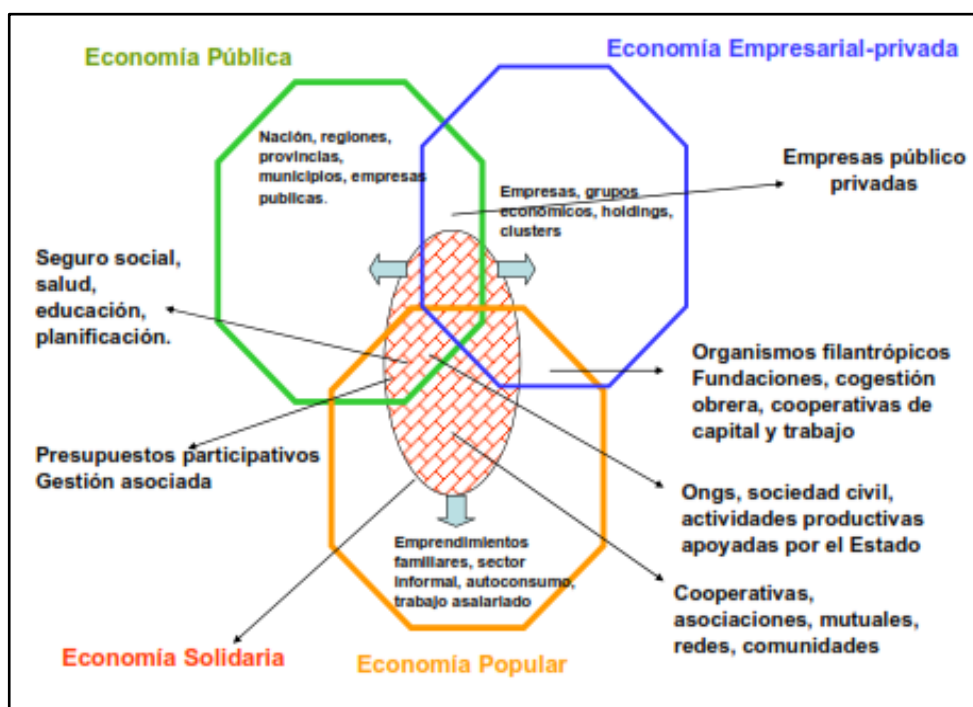 Economía Pública
Economía Empresarial-privada
Nación, regiones,
provincias,
municipios, empresas
publicas.
Empresas, grupos
económicos, holdings,
clusters
Empresas público
privadas
Seguro social,
salud,
educación,
planificación.
Organismos filantrópicos
Fundaciones, cogestión
obrera, cooperativas de
capital y trabajo
Presupuestos participativos
Gestión asociada
Ongs, sociedad civil,
actividades productivas
apoyadas por el Estado
Emprendimientos
familiares, sector
informal, autoconsumo,
trabajo asalariado
Cooperativas,
asociaciones, mutuales,
redes, comunidades
Economía Solidaria
Economía Popular